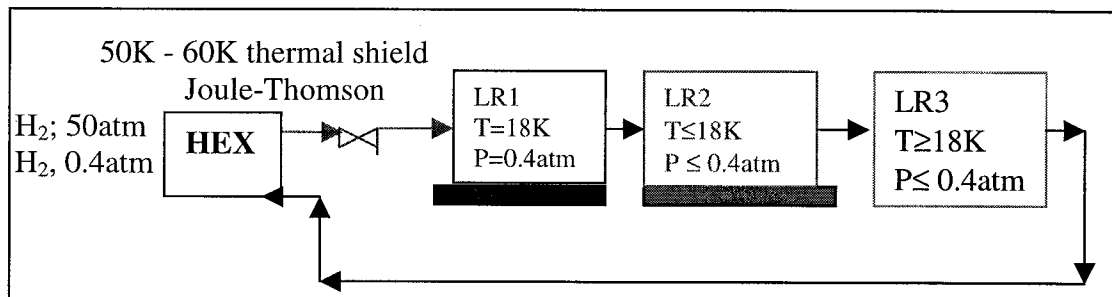 50K - 60K thermal shield
Joule-Thomson
H₂; 50atm
H₂, 0.4atm
HEX
LR1
T=18K
P=0.4atm
LR2
T≤18K
P ≤ 0.4atm
LR3
T≥18K
P≤ 0.4atm